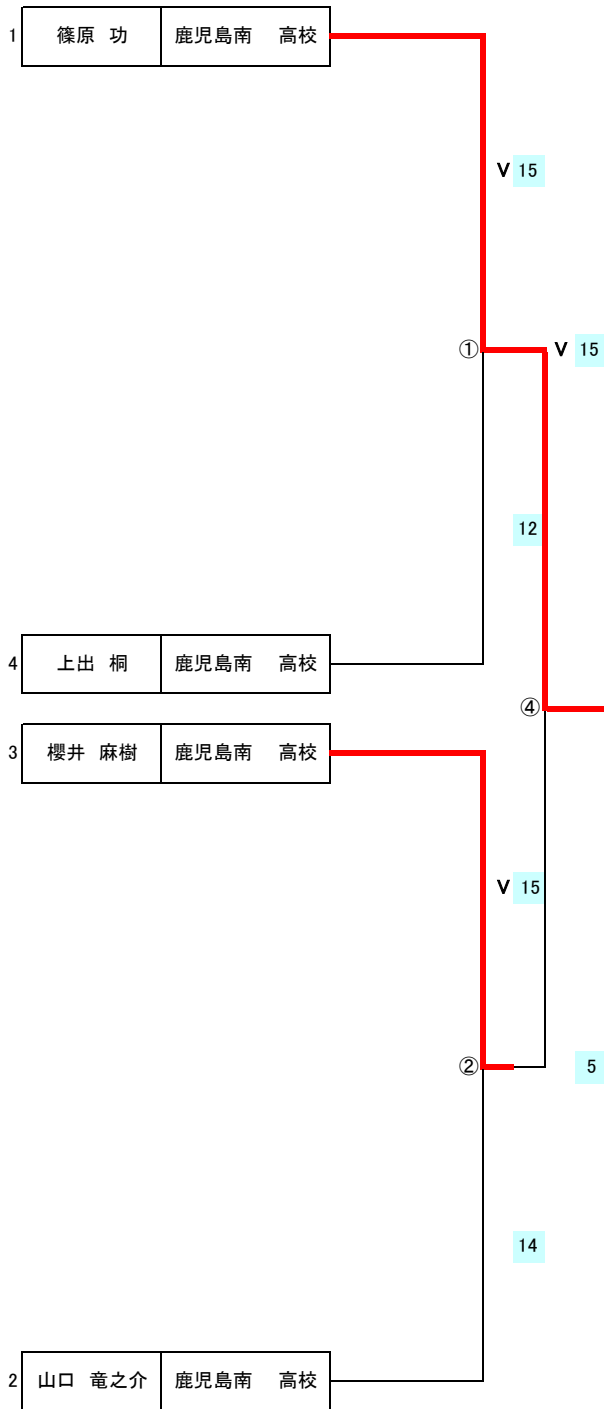 1 篠原 功 鹿児島南 高校
V 15
① V 15
12
4 上出 桐 鹿児島南 高校
④
3 櫻井 麻樹 鹿児島南 高校
V 15
② 5
14
2 山口 竜之介 鹿児島南 高校